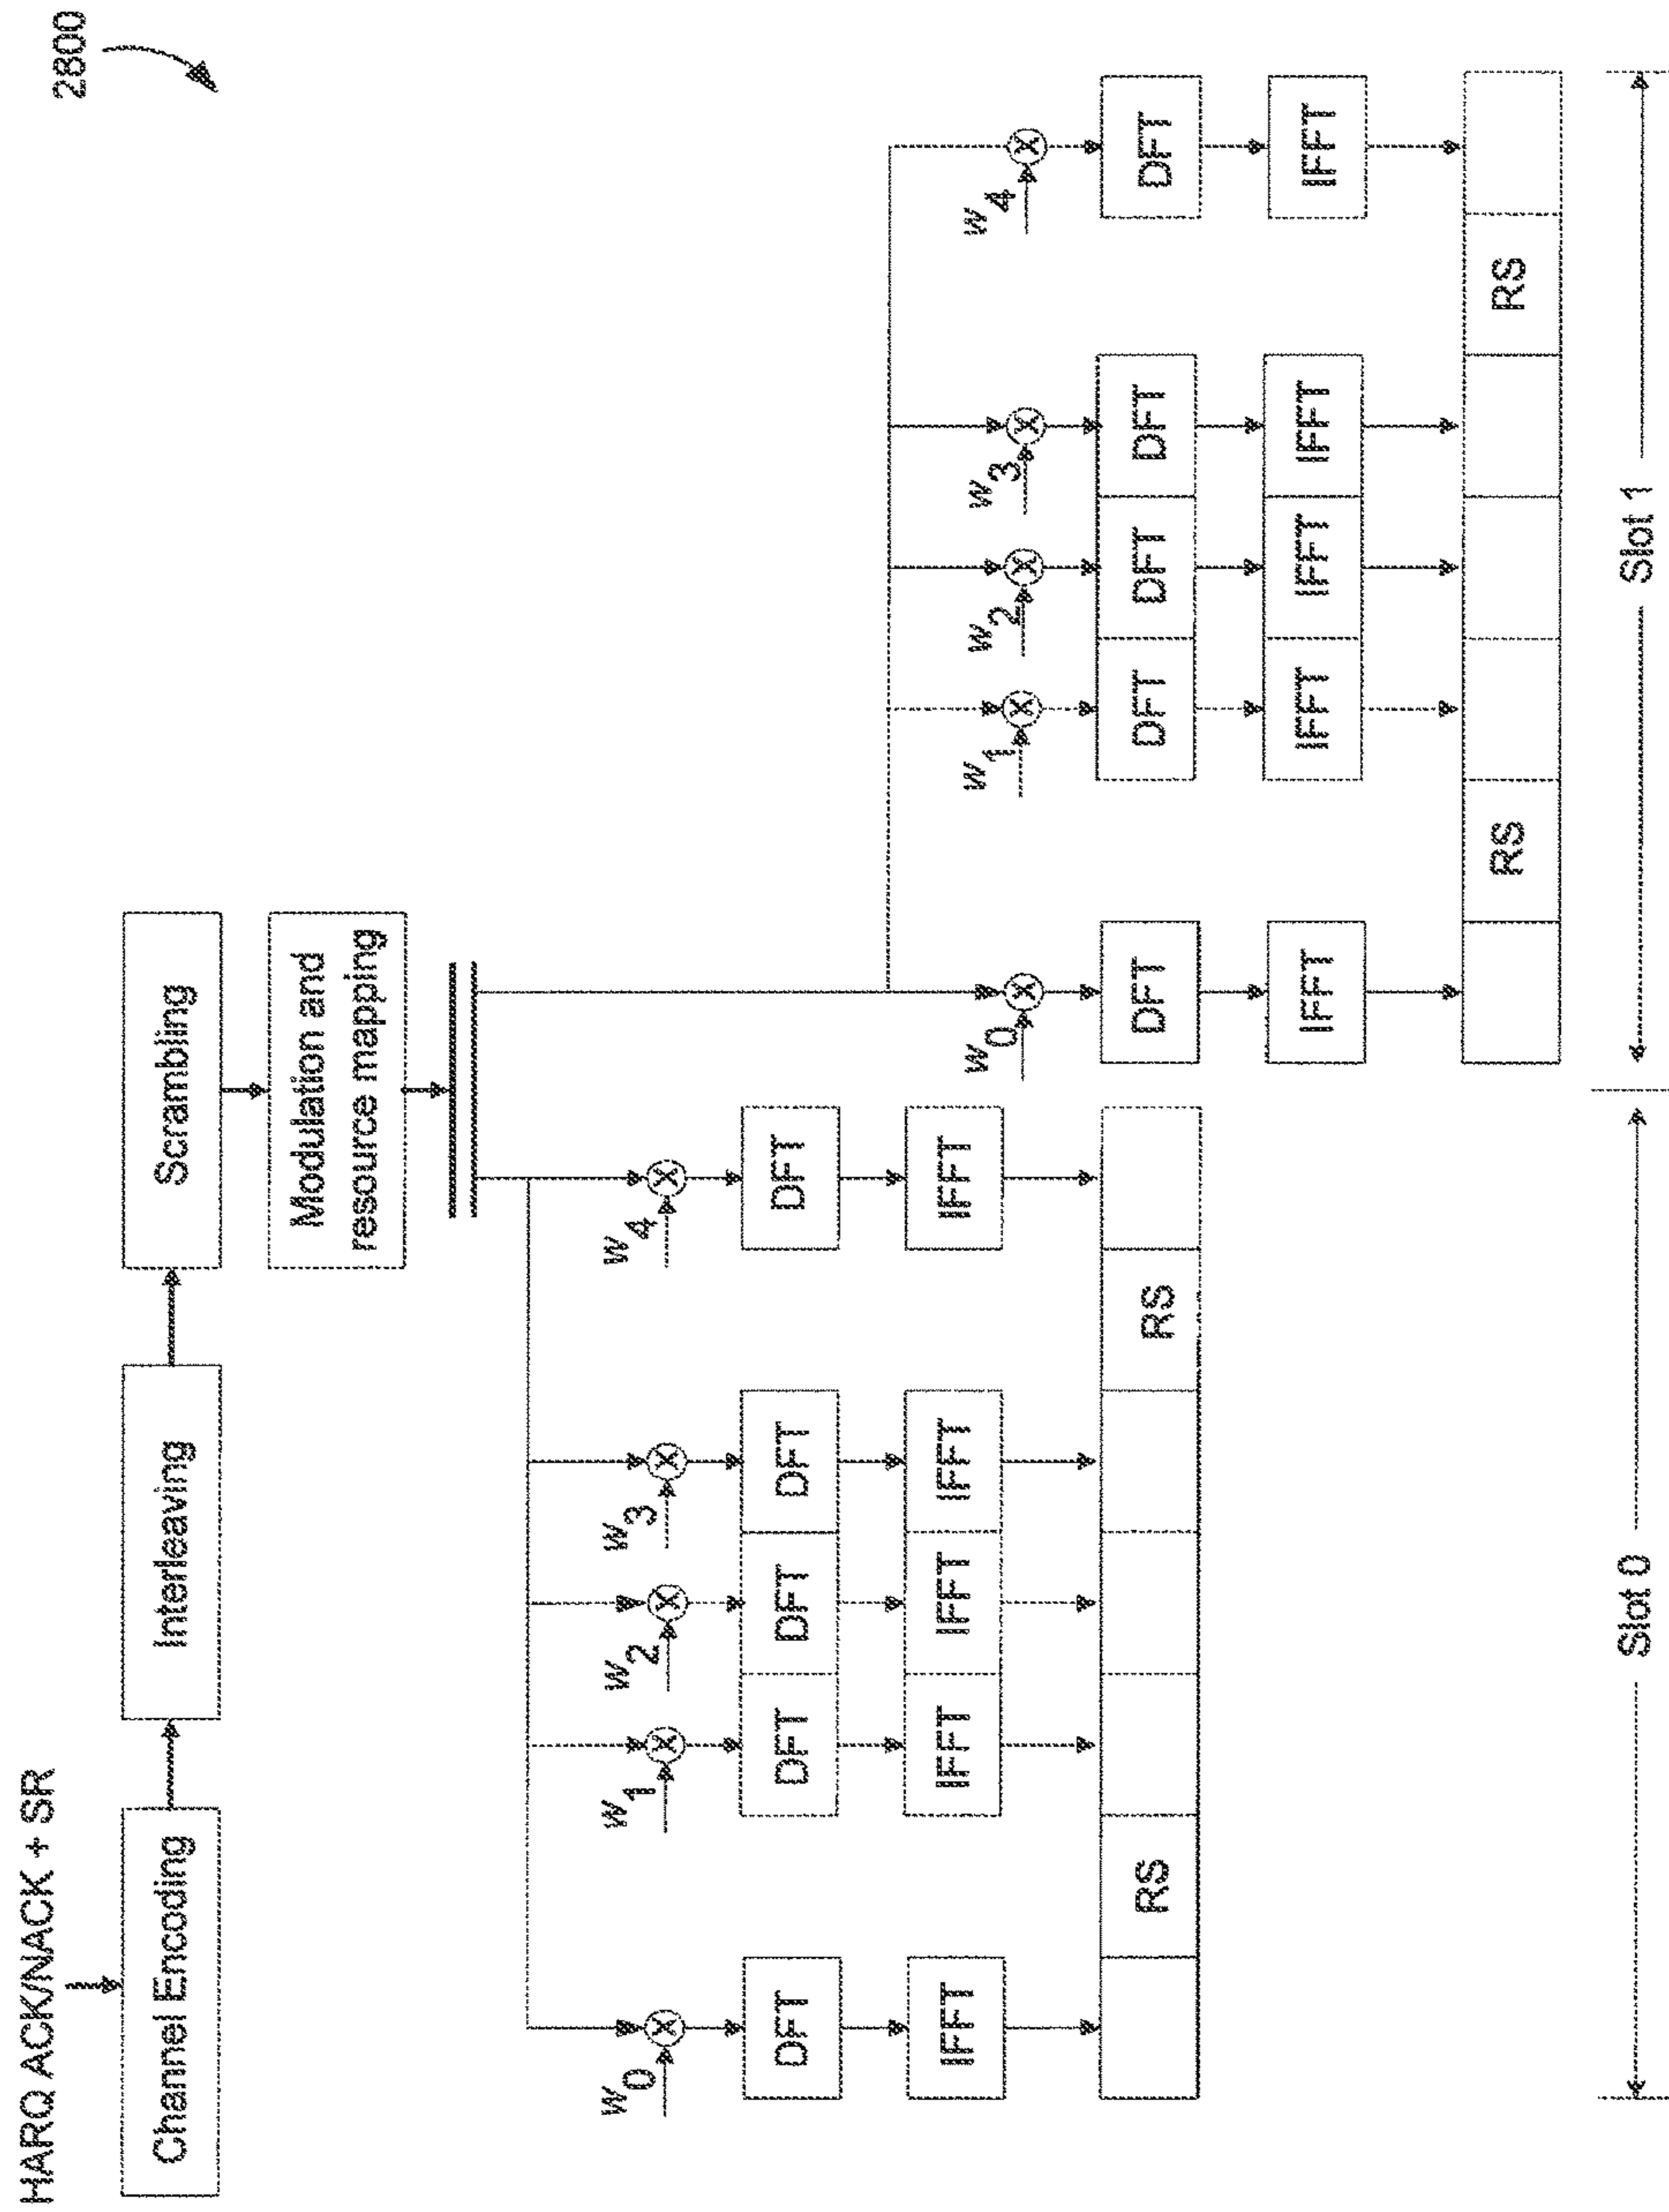 2800
HARQ ACK/NACK + SR
Channel Encoding
Interleaving
Scrambling
Modulation and
resource mapping
w0
w1
w2
w3
w4
DFT
DFT
DFT
DFT
DFT
IFFT
IFFT
IFFT
IFFT
IFFT
RS
RS
w0
w1
w2
w3
w4
DFT
DFT
DFT
DFT
DFT
IFFT
IFFT
IFFT
IFFT
IFFT
RS
RS
Slot 0
Slot 1